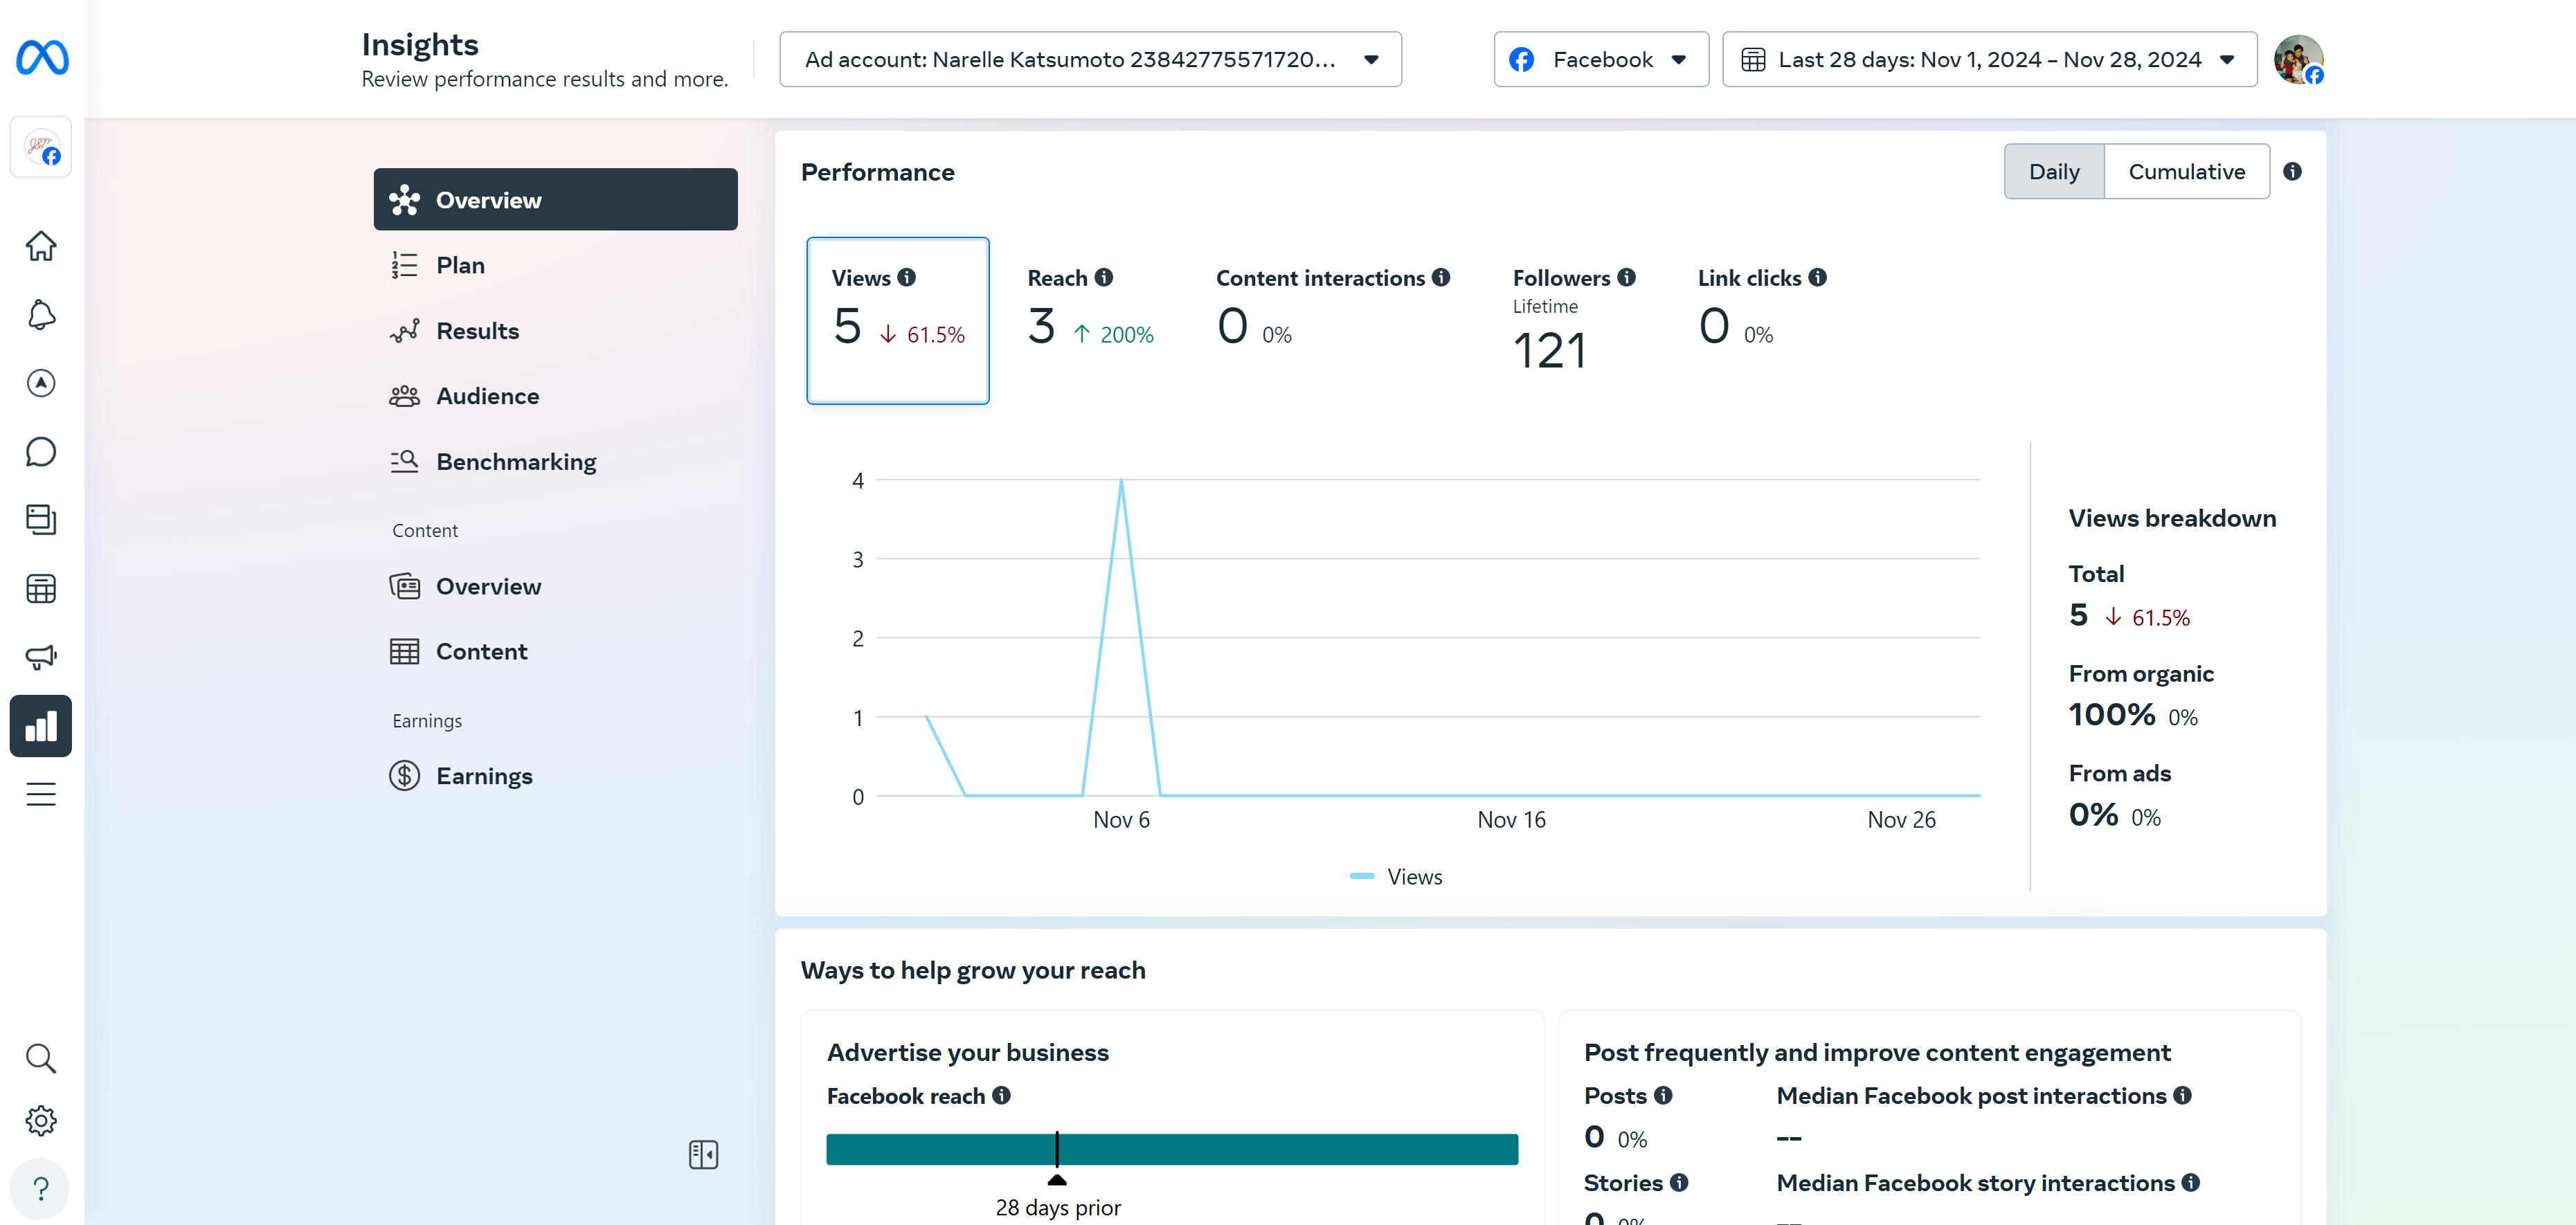 Insights
Review performance results and more.
Ad account: Narelle Katsumoto 23842775571720...
Facebook
Last 28 days: Nov 1, 2024 – Nov 28, 2024
Overview
Plan
Results
Audience
Benchmarking
Content
Overview
Content
Earnings
Earnings
?
Performance
Daily
Cumulative
Views
5 ↓ 61.5%
Reach
3 ↑ 200%
Content interactions
0 0%
Followers
Lifetime
121
Link clicks
0 0%
4
3
2
1
0
Nov 6
Nov 16
Nov 26
Views
Views breakdown
Total
5 ↓ 61.5%
From organic
100% 0%
From ads
0% 0%
Ways to help grow your reach
Advertise your business
Facebook reach
28 days prior
Post frequently and improve content engagement
Posts
0 0%
Median Facebook post interactions
--
Stories
0 0%
Median Facebook story interactions
--